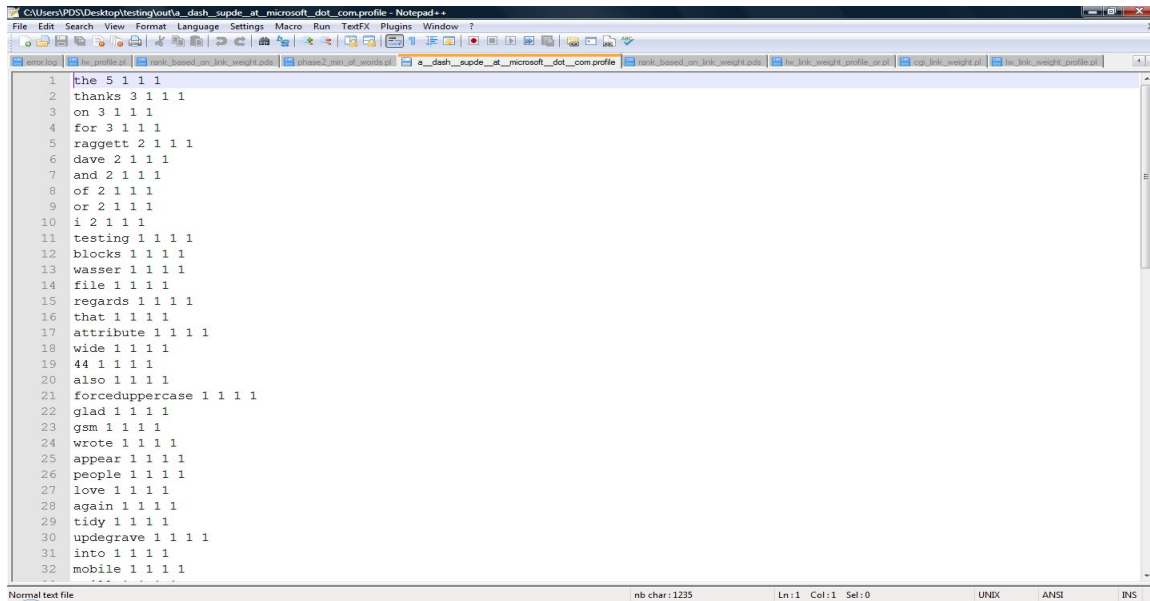 C:\Users\PDS\Desktop\testing\out\a__dash__supde__at__microsoft__dot__com.profile - Notepad++
File Edit Search View Format Language Settings Macro Run TextFX Plugins Window ?
error.log lw_profile.pl rank_based_on_link_weight.pds phase2_min_of_words.pl a__dash__supde__at__microsoft__dot__com.profile rank_based_on_link_weight.pds lw_link_weight_profile_or.pl cgi_link_weight.pl lw_link_weight_profile.pl
1 the 5 1 1 1
2 thanks 3 1 1 1
3 on 3 1 1 1
4 for 3 1 1 1
5 raggett 2 1 1 1
6 dave 2 1 1 1
7 and 2 1 1 1
8 of 2 1 1 1
9 or 2 1 1 1
10 i 2 1 1 1
11 testing 1 1 1 1
12 blocks 1 1 1 1
13 wasser 1 1 1 1
14 file 1 1 1 1
15 regards 1 1 1 1
16 that 1 1 1 1
17 attribute 1 1 1 1
18 wide 1 1 1 1
19 44 1 1 1 1
20 also 1 1 1 1
21 forceduppercase 1 1 1 1
22 glad 1 1 1 1
23 gsm 1 1 1 1
24 wrote 1 1 1 1
25 appear 1 1 1 1
26 people 1 1 1 1
27 love 1 1 1 1
28 again 1 1 1 1
29 tidy 1 1 1 1
30 updegrave 1 1 1 1
31 into 1 1 1 1
32 mobile 1 1 1 1
Normal text file nb char : 1235 Ln : 1 Col : 1 Sel : 0 UNIX ANSI INS